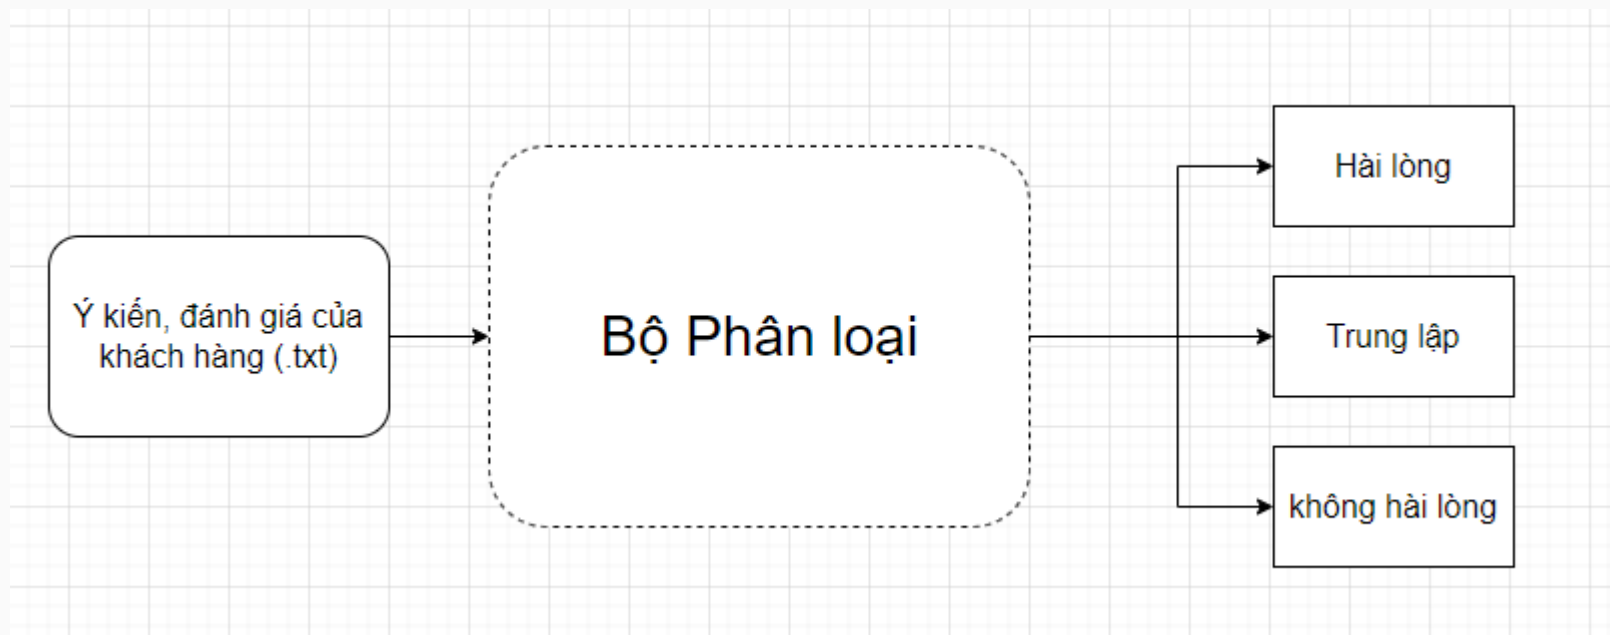 Ý kiến, đánh giá của
khách hàng (.txt)
Bộ Phân loại
Hài lòng
Trung lập
không hài lòng